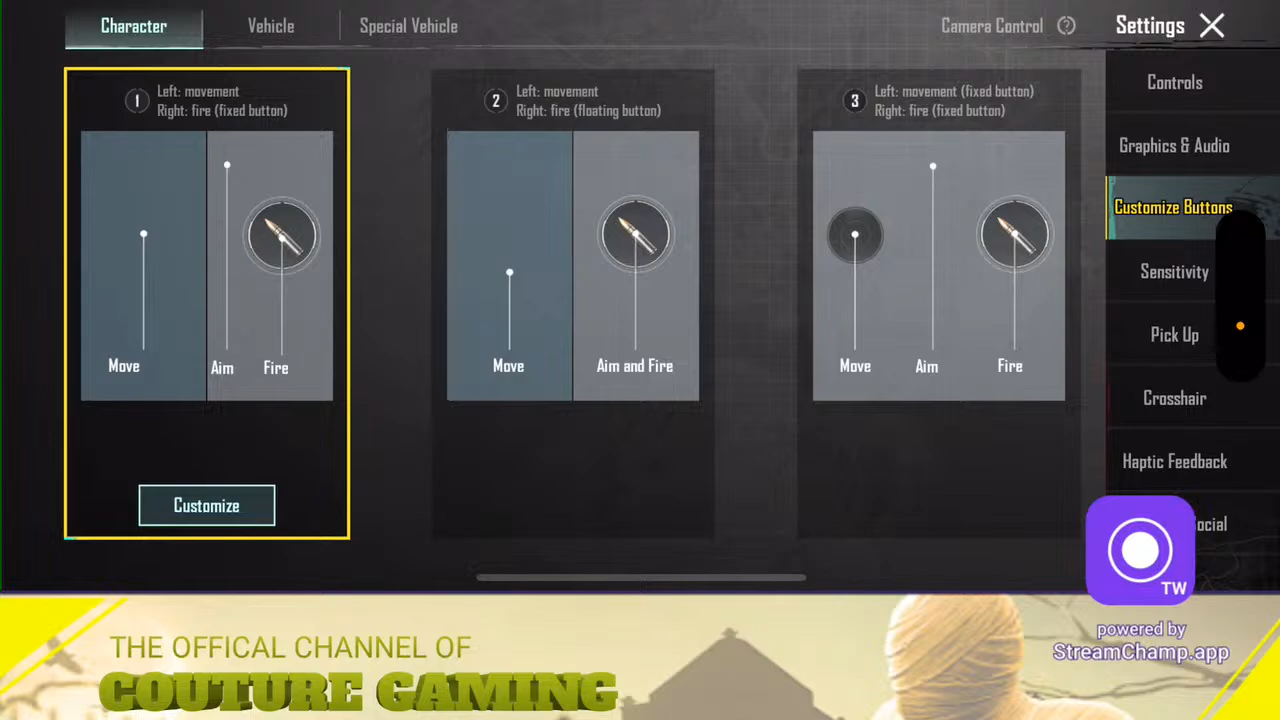 Character
Vehicle
Special Vehicle
Camera Control ?
Settings
1
Left: movement
Right: fire (fixed button)
Move
Aim
Fire
Customize
2
Left: movement
Right: fire (floating button)
Move
Aim and Fire
3
Left: movement (fixed button)
Right: fire (fixed button)
Move
Aim
Fire
Controls
Graphics & Audio
Customize Buttons
Sensitivity
Pick Up
Crosshair
Haptic Feedback
TW
powered by
StreamChamp.app
THE OFFICAL CHANNEL OF
COUTURE GAMING